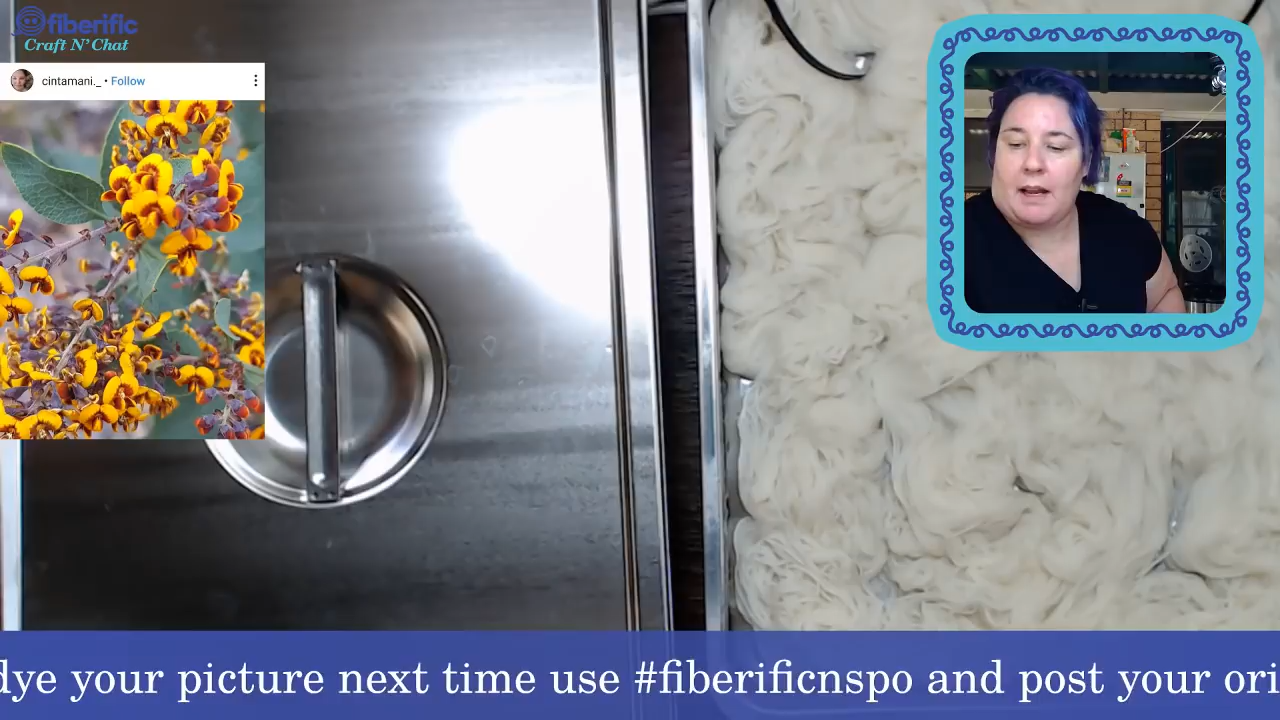 fiberific
Craft N' Chat
cintamani._ • Follow
dye your picture next time use #fiberificnspo and post your ori